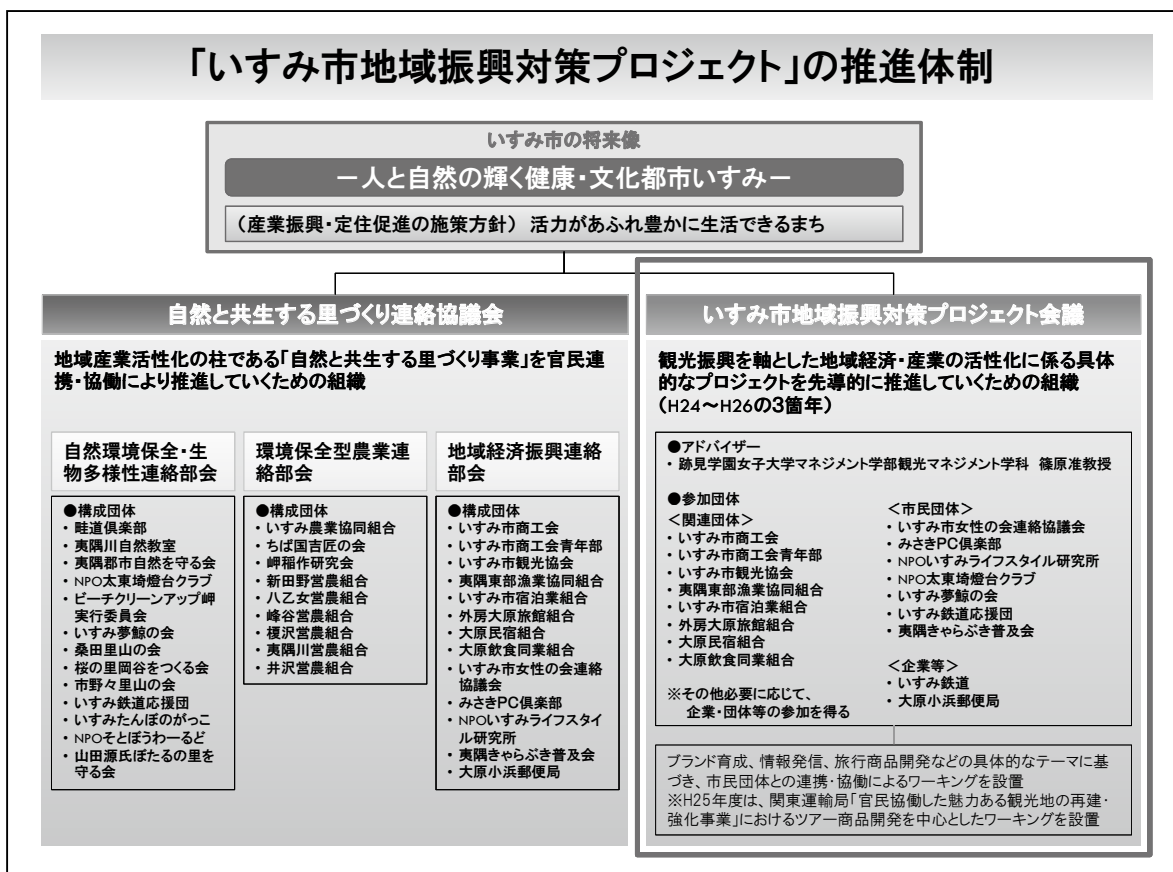 「いすみ市地域振興対策プロジェクト」の推進体制
いすみ市の将来像
－人と自然の輝く健康・文化都市いすみ－
（産業振興・定住促進の施策方針） 活力があふれ豊かに生活できるまち
自然と共生する里づくり連絡協議会
地域産業活性化の柱である「自然と共生する里づくり事業」を官民連
携・協働により推進していくための組織
自然環境保全・生
物多様性連絡部会
●構成団体
・畦道倶楽部
・夷隅川自然教室
・夷隅郡市自然を守る会
・NPO太東埼燈台クラブ
・ビーチクリーンアップ岬
実行委員会
・いすみ夢鯨の会
・桑田里山の会
・桜の里岡谷をつくる会
・市野々里山の会
・いすみ鉄道応援団
・いすみたんぼのがっこ
・NPOそとぼうわーるど
・山田源氏ぼたるの里を
守る会
環境保全型農業連
絡部会
●構成団体
・いすみ農業協同組合
・ちば国吉匠の会
・岬稲作研究会
・新田野営農組合
・八乙女営農組合
・峰谷営農組合
・榎沢営農組合
・夷隅川営農組合
・井沢営農組合
地域経済振興連絡
部会
●構成団体
・いすみ市商工会
・いすみ市商工会青年部
・いすみ市観光協会
・夷隅東部漁業協同組合
・いすみ市宿泊業組合
・外房大原旅館組合
・大原民宿組合
・大原飲食同業組合
・いすみ市女性の会連絡
協議会
・みさきPC倶楽部
・NPOいすみライフスタイ
ル研究所
・夷隅きゃらぶき普及会
・大原小浜郵便局
いすみ市地域振興対策プロジェクト会議
観光振興を軸とした地域経済・産業の活性化に係る具体
的なプロジェクトを先導的に推進していくための組織
（H24～H26の3箇年）
●アドバイザー
・跡見学園女子大学マネジメント学部観光マネジメント学科 篠原准教授
●参加団体
＜関連団体＞
・いすみ市商工会
・いすみ市商工会青年部
・いすみ市観光協会
・夷隅東部漁業協同組合
・いすみ市宿泊業組合
・外房大原旅館組合
・大原民宿組合
・大原飲食同業組合
※その他必要に応じて、
企業・団体等の参加を得る
＜市民団体＞
・いすみ市女性の会連絡協議会
・みさきPC倶楽部
・NPOいすみライフスタイル研究所
・NPO太東埼燈台クラブ
・いすみ夢鯨の会
・いすみ鉄道応援団
・夷隅きゃらぶき普及会
＜企業等＞
・いすみ鉄道
・大原小浜郵便局
ブランド育成、情報発信、旅行商品開発などの具体的なテーマに基
づき、市民団体との連携・協働によるワーキングを設置
※H25年度は、関東運輸局「官民協働した魅力ある観光地の再建・
強化事業」におけるツアー商品開発を中心としたワーキングを設置